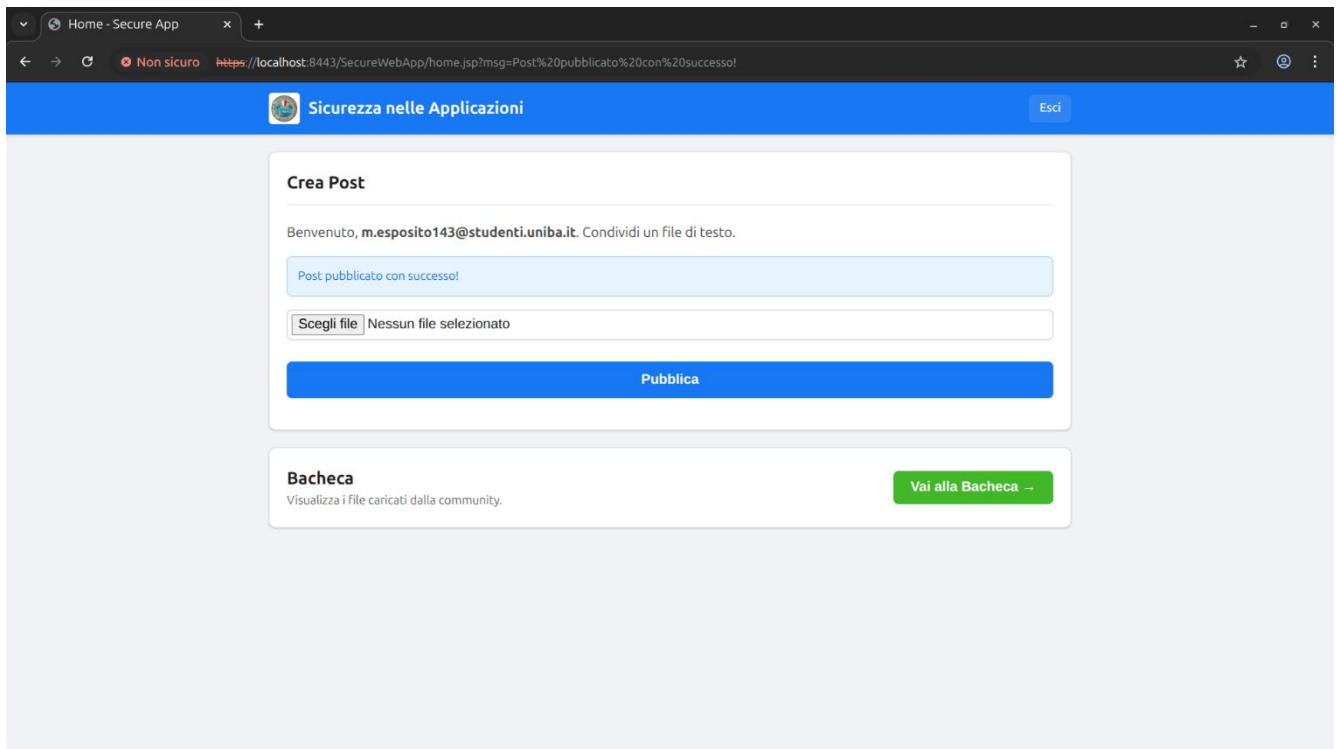 Home - Secure App
Non sicuro https://localhost:8443/SecureWebApp/home.jsp?msg=Post%20pubblicato%20con%20successo!
Sicurezza nelle Applicazioni
Esci
Crea Post
Benvenuto, m.esposito143@studenti.uniba.it. Condividi un file di testo.
Post pubblicato con successo!
Scegli file Nessun file selezionato
Pubblica
Bacheca
Visualizza i file caricati dalla community.
Vai alla Bacheca →